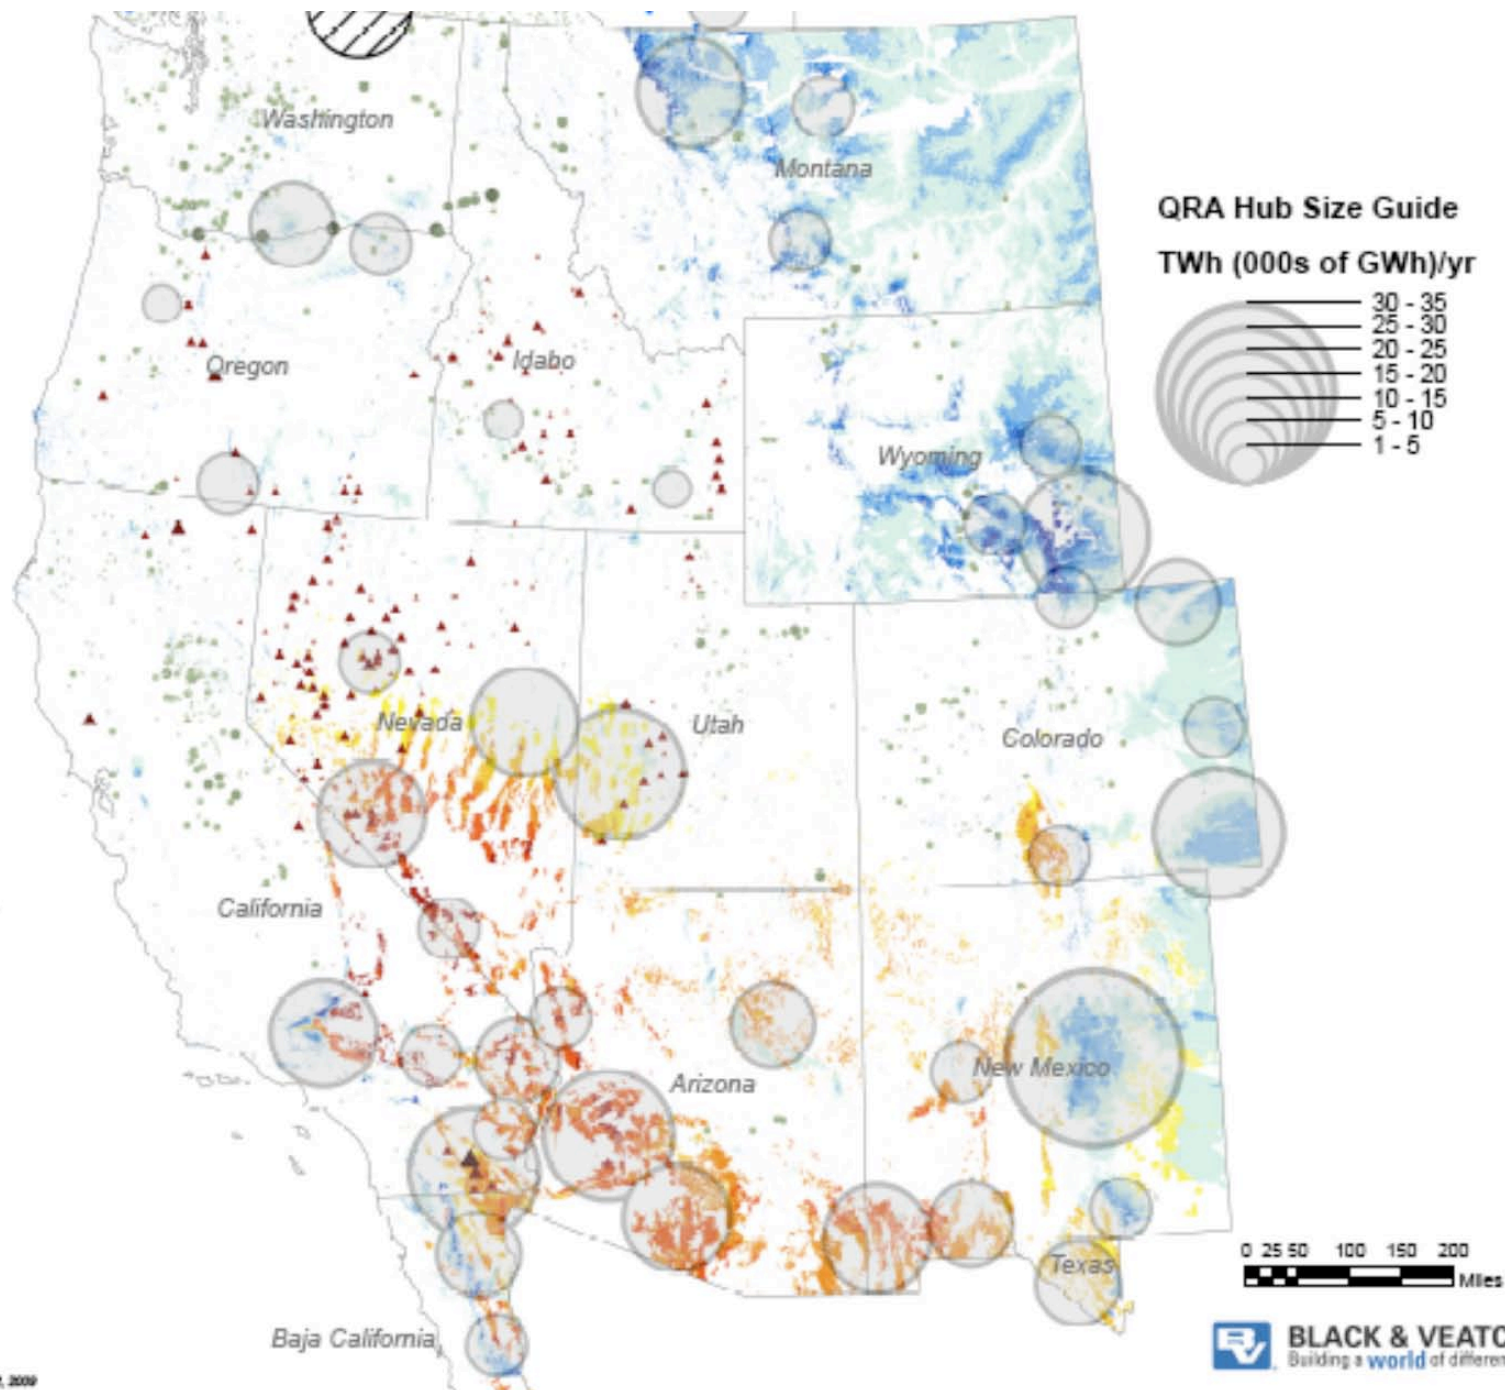 Washington
Montana
QRA Hub Size Guide
TWh (000s of GWh)/yr
30 - 35
25 - 30
20 - 25
15 - 20
10 - 15
5 - 10
1 - 5
Oregon
Idaho
Wyoming
Nevada
Utah
Colorado
California
Arizona
New Mexico
Texas
0 25 50 100 150 200
Miles
Baja California
BLACK & VEATC
Building a world of differen
, 2009